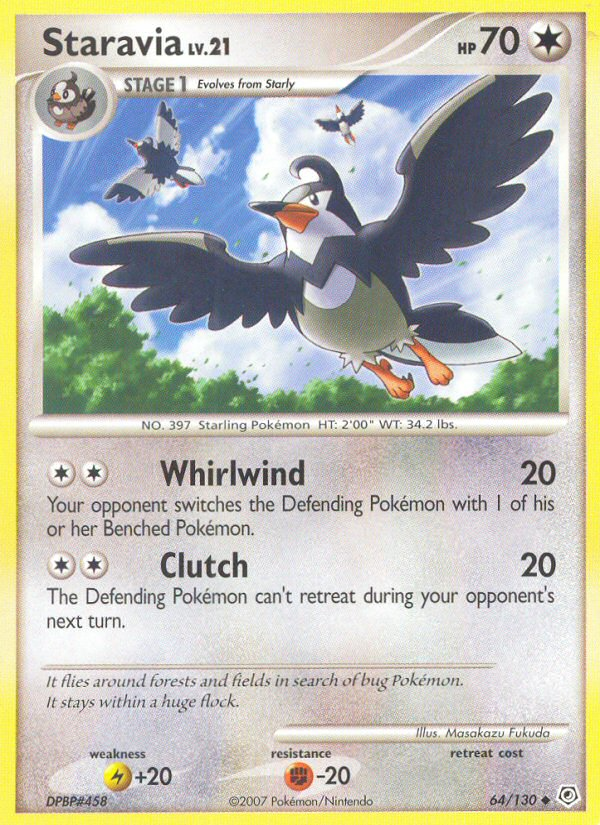 Staravia LV.21 HP 70
STAGE 1 Evolves from Starly
NO. 397 Starling Pokémon HT: 2'00" WT: 34.2 lbs.
Whirlwind 20
Your opponent switches the Defending Pokémon with 1 of his
or her Benched Pokémon.
Clutch 20
The Defending Pokémon can't retreat during your opponent's
next turn.
It flies around forests and fields in search of bug Pokémon.
It stays within a huge flock.
Illus. Masakazu Fukuda
weakness resistance retreat cost
+20 -20
DPBP#458 ©2007 Pokémon/Nintendo 64/130